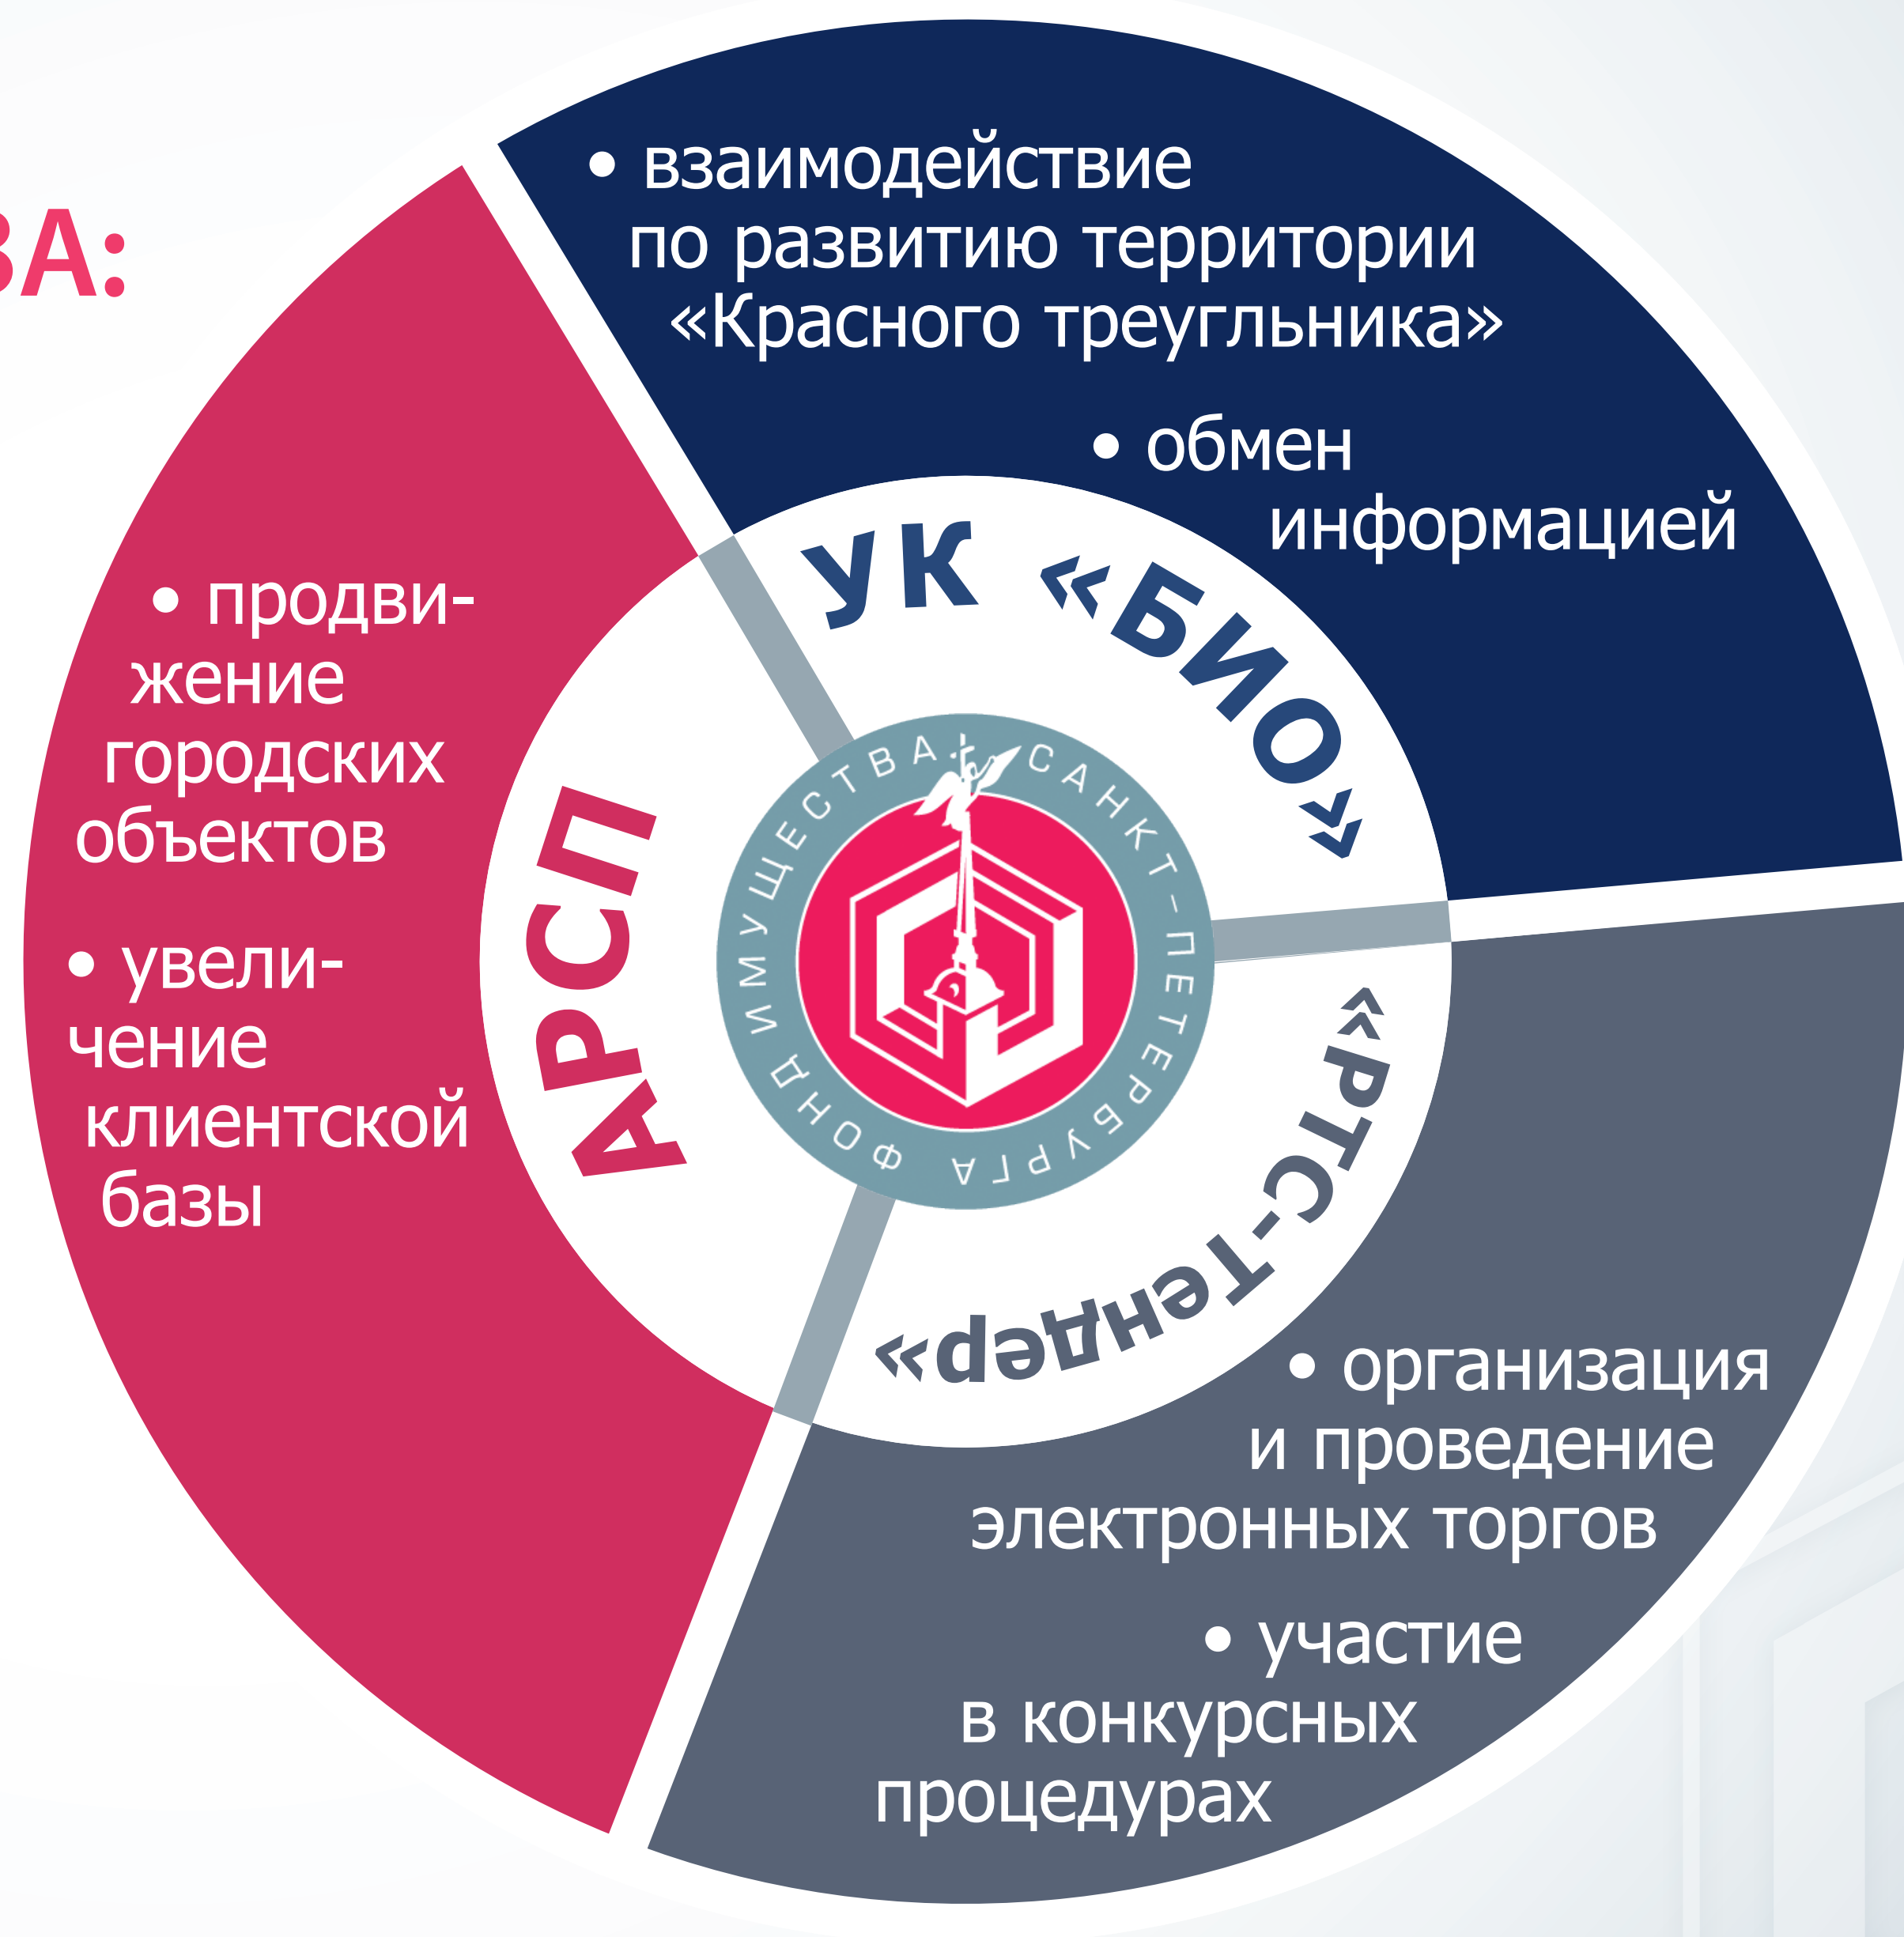 ВА:
• взаимодействие
по развитию территории
«Красного треугльника»
• обмен
информацией
УК «БИО»
• продви-
жение
городских
объектов
• увели-
чение
клиентской
базы
АРСП
ФОНД ИМУЩЕСТВА • САНКТ-ПЕТЕРБУРГА
«РТС-Тендер»
• организация
и проведение
электронных торгов
• участие
в конкурсных
процедурах